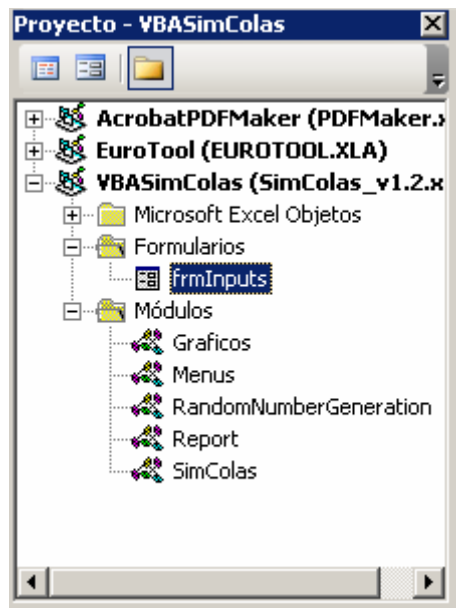 Proyecto - VBASimColas
AcrobatPDFMaker (PDFMaker.x
EuroTool (EUROTOOL.XLA)
VBASimColas (SimColas_v1.2.x
Microsoft Excel Objetos
Formularios
frmInputs
Módulos
Graficos
Menus
RandomNumberGeneration
Report
SimColas